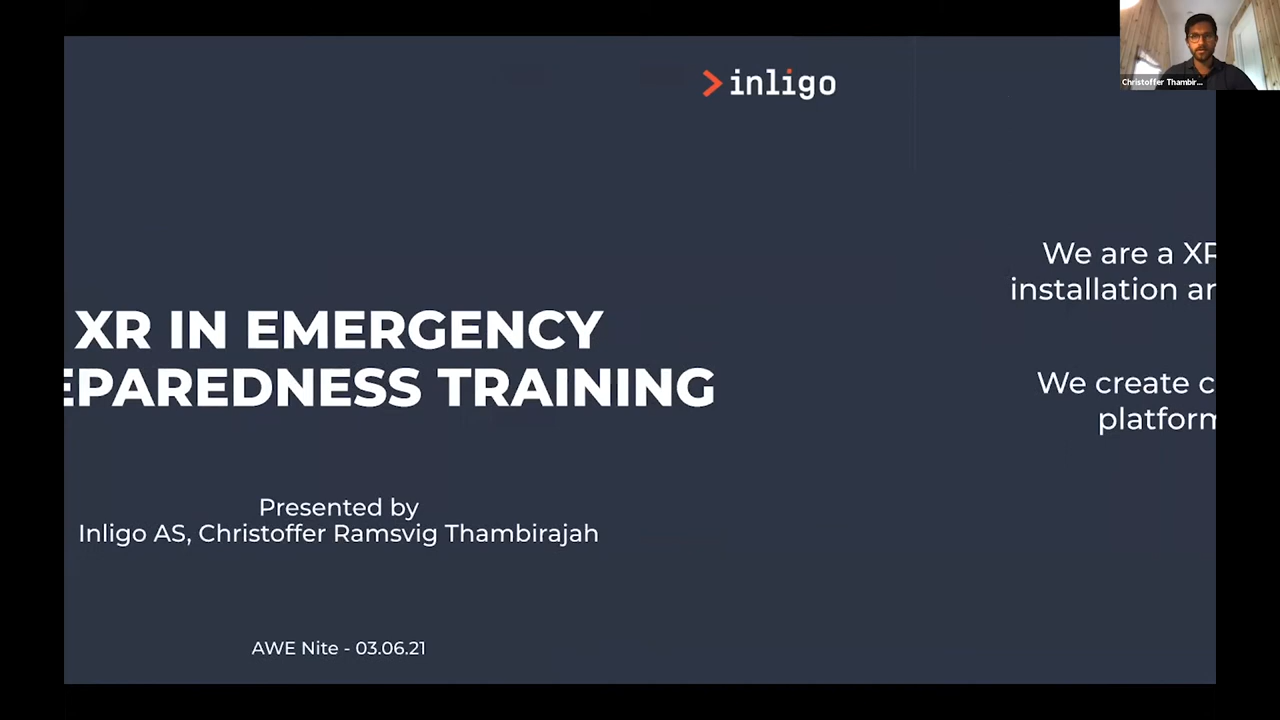 inligo
Christoffer Thambir...
XR IN EMERGENCY
EPAREDNESS TRAINING
Presented by
Inligo AS, Christoffer Ramsvig Thambirajah
AWE Nite - 03.06.21
We are a XR
installation ar
We create c
platform